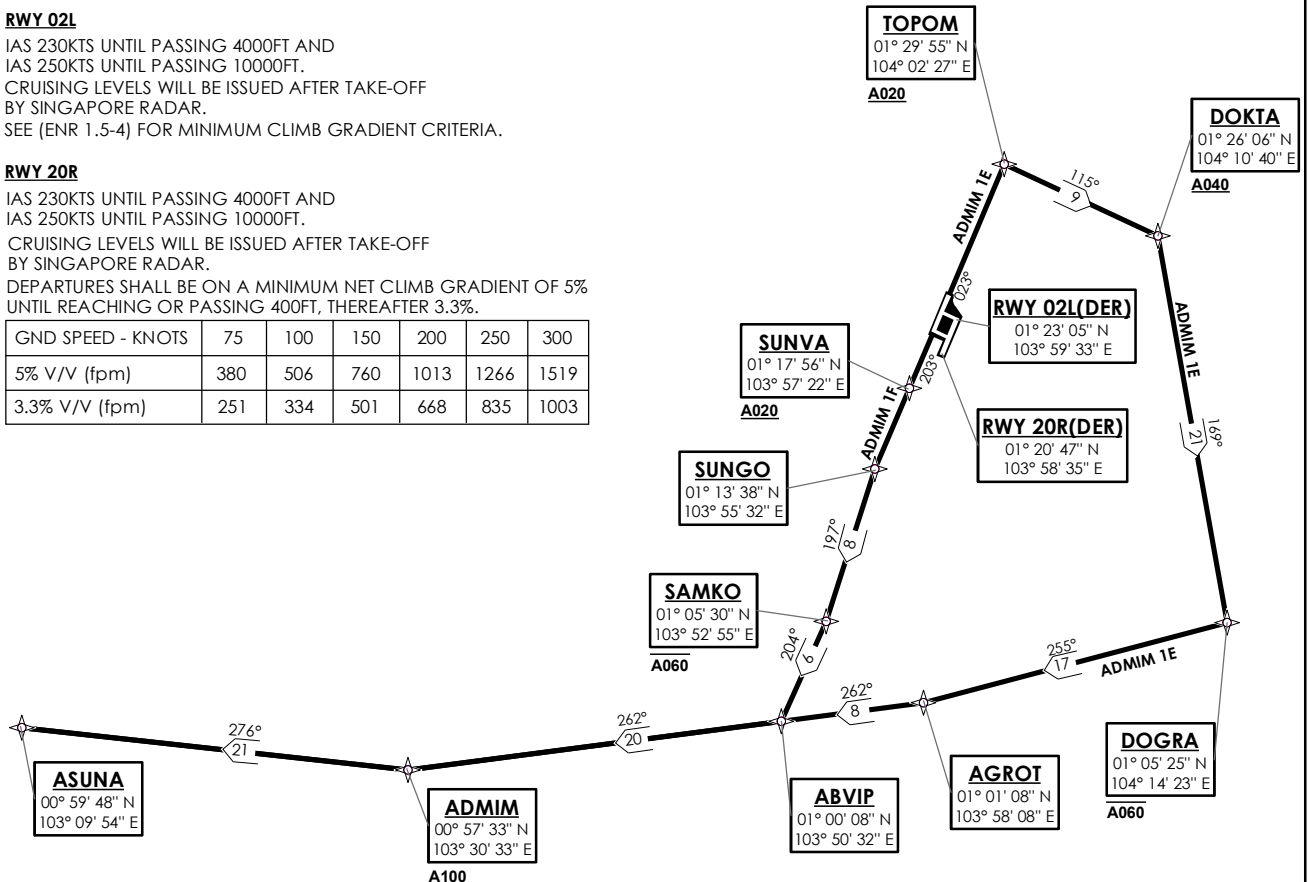 RWY 02L
IAS 230KTS UNTIL PASSING 4000FT AND
IAS 250KTS UNTIL PASSING 10000FT.
CRUISING LEVELS WILL BE ISSUED AFTER TAKE-OFF
BY SINGAPORE RADAR.
SEE (ENR 1.5-4) FOR MINIMUM CLIMB GRADIENT CRITERIA.
RWY 20R
IAS 230KTS UNTIL PASSING 4000FT AND
IAS 250KTS UNTIL PASSING 10000FT.
CRUISING LEVELS WILL BE ISSUED AFTER TAKE-OFF
BY SINGAPORE RADAR.
DEPARTURES SHALL BE ON A MINIMUM NET CLIMB GRADIENT OF 5%
UNTIL REACHING OR PASSING 400FT, THEREAFTER 3.3%.
GND SPEED - KNOTS 75 100 150 200 250 300
5% V/V (fpm) 380 506 760 1013 1266 1519
3.3% V/V (fpm) 251 334 501 668 835 1003
TOPOM
01° 29' 55" N
104° 02' 27" E
A020
DOKTA
01° 26' 06" N
104° 10' 40" E
A040
115°
9
ADMIM 1E
023°
RWY 02L(DER)
01° 23' 05" N
103° 59' 33" E
SUNVA
01° 17' 56" N
103° 57' 22" E
A020
203°
ADMIM 1F
RWY 20R(DER)
01° 20' 47" N
103° 58' 35" E
ADMIM 1E
169°
21
SUNGO
01° 13' 38" N
103° 55' 32" E
197°
8
SAMKO
01° 05' 30" N
103° 52' 55" E
A060
204°
6
255°
17
ADMIM 1E
262°
8
262°
20
276°
21
DOGRA
01° 05' 25" N
104° 14' 23" E
A060
AGROT
01° 01' 08" N
103° 58' 08" E
ABVIP
01° 00' 08" N
103° 50' 32" E
ADMIM
00° 57' 33" N
103° 30' 33" E
A100
ASUNA
00° 59' 48" N
103° 09' 54" E